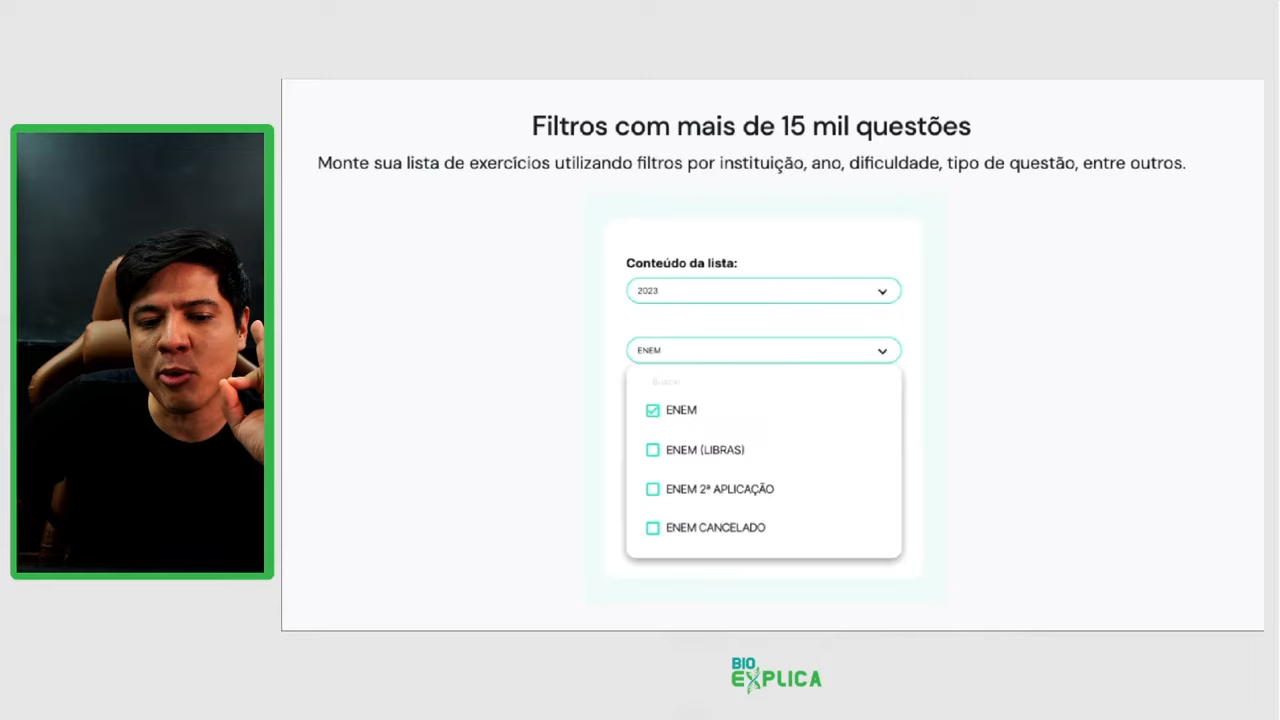 Filtros com mais de 15 mil questões
Monte sua lista de exercícios utilizando filtros por instituição, ano, dificuldade, tipo de questão, entre outros.
Conteúdo da lista:
2023
ENEM
Buscar
ENEM
ENEM (LIBRAS)
ENEM 2ª APLICAÇÃO
ENEM CANCELADO
BIO
EXPLICA